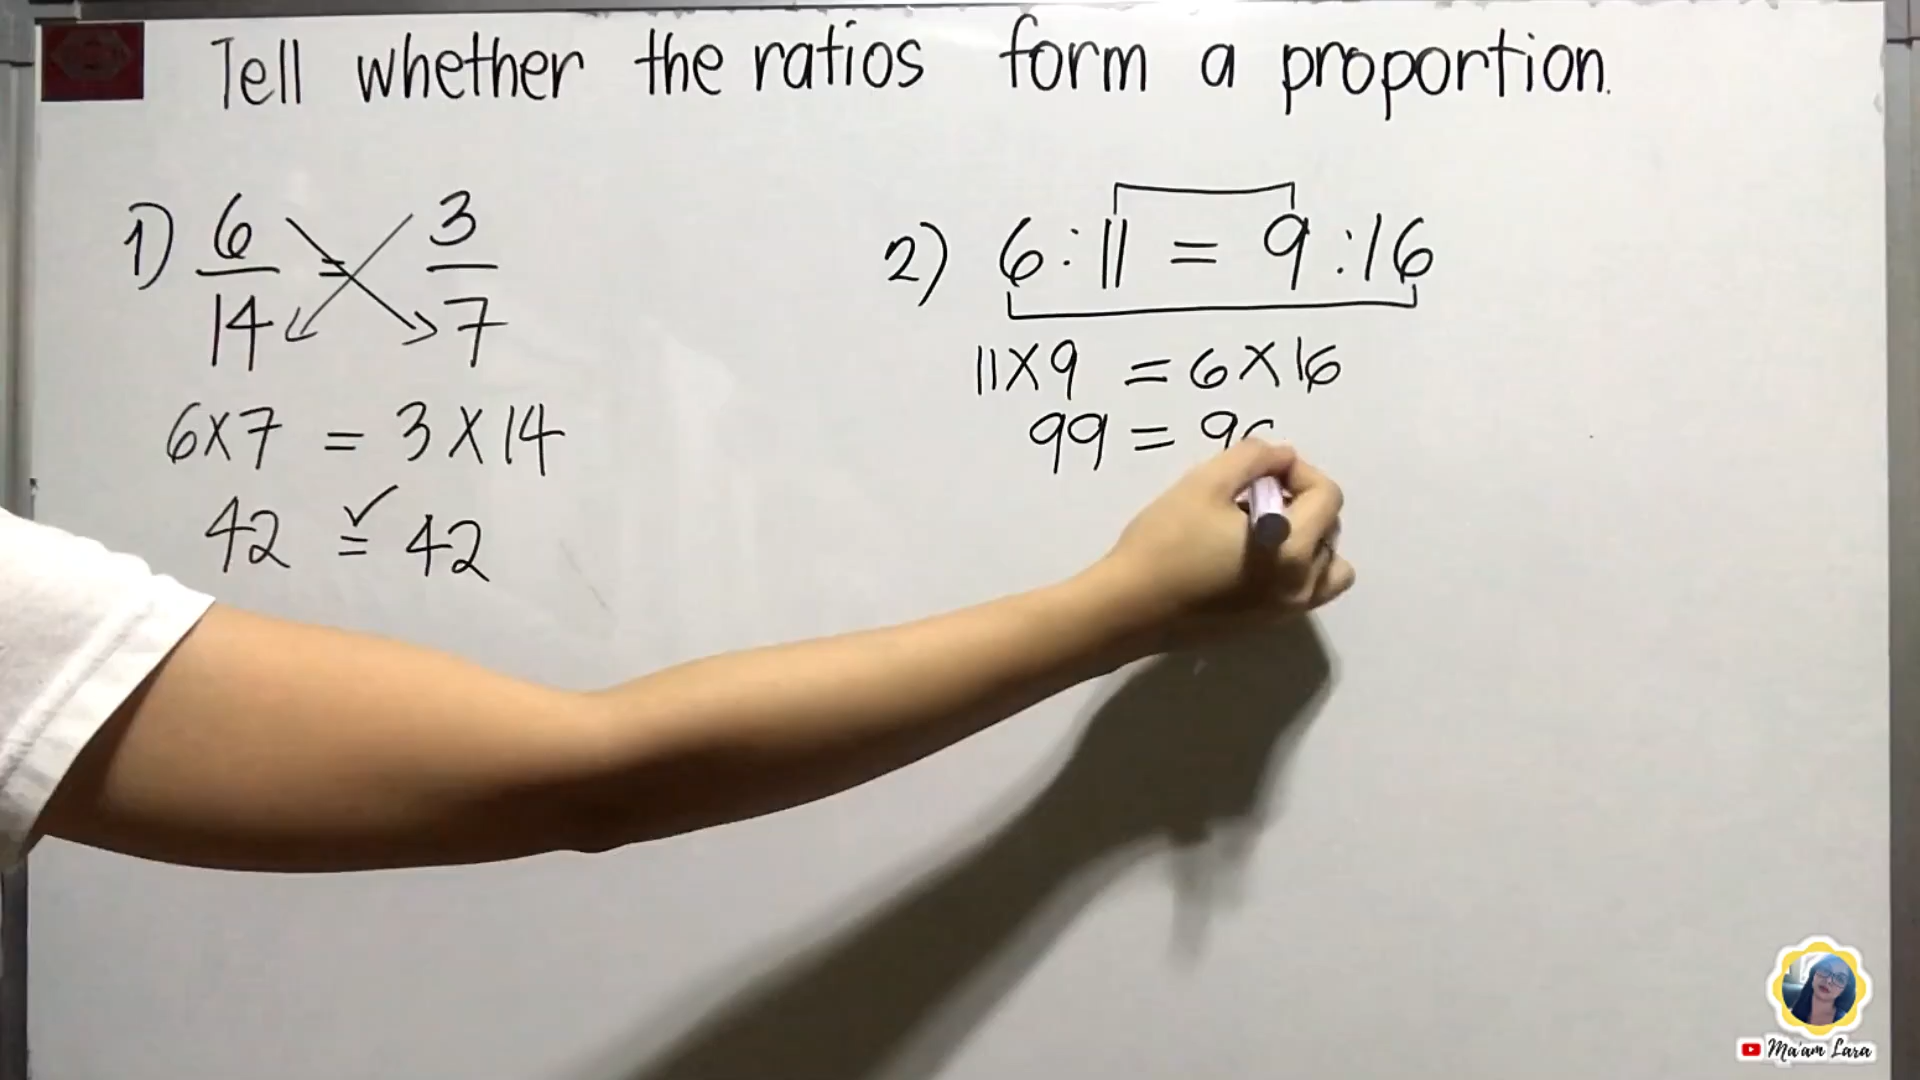 Tell whether the ratios form a proportion.
1) 6/14 = 3/7
6x7 = 3x14
42 = 42
2) 6:11 = 9:16
11x9 = 6x16
99 = 9
Ma'am Lara